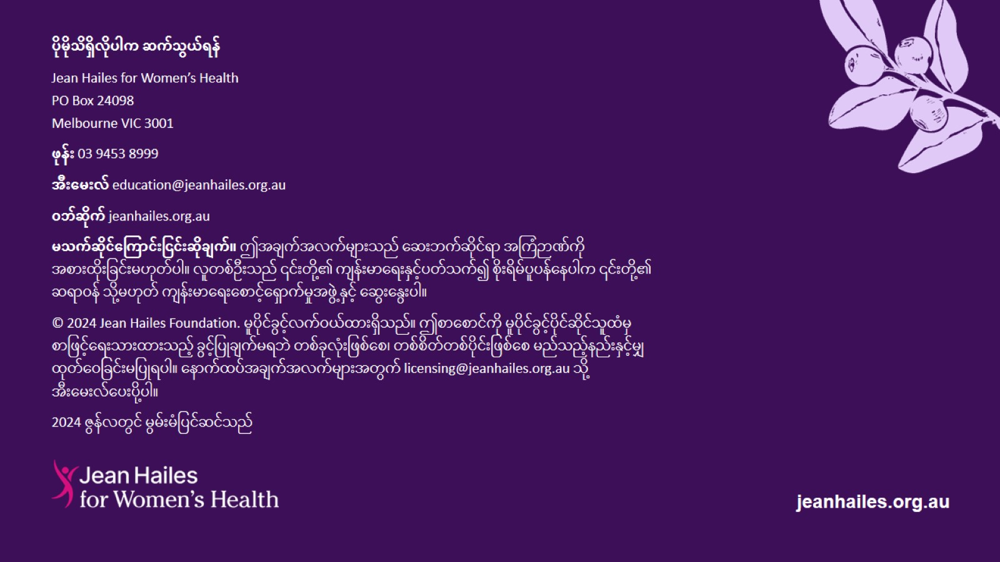 ပိုမိုသိရှိလိုပါက ဆက်သွယ်ရန်
Jean Hailes for Women’s Health
PO Box 24098
Melbourne VIC 3001
ဖုန်း 03 9453 8999
အီးမေးလ် education@jeanhailes.org.au
ဝဘ်ဆိုက် jeanhailes.org.au
မသက်ဆိုင်ကြောင်းငြင်းဆိုချက်။ ဤအချက်အလက်များသည် ဆေးဘက်ဆိုင်ရာ အကြံဉာဏ်ကို
အစားထိုးခြင်းမဟုတ်ပါ။ လူတစ်ဦးသည် ၎င်းတို့၏ ကျန်းမာရေးနှင့်ပတ်သက်၍ စိုးရိမ်ပူပန်နေပါက ၎င်းတို့၏
ဆရာဝန် သို့မဟုတ် ကျန်းမာရေးစောင့်ရှောက်မှုအဖွဲ့နှင့် ဆွေးနွေးပါ။
© 2024 Jean Hailes Foundation. မူပိုင်ခွင့်လက်ဝယ်ထားရှိသည်။ ဤစာစောင်ကို မူပိုင်ခွင့်ပိုင်ဆိုင်သူထံမှ
စာဖြင့်ရေးသားထားသည့် ခွင့်ပြုချက်မရဘဲ တစ်ခုလုံးဖြစ်စေ၊ တစ်စိတ်တစ်ပိုင်းဖြစ်စေ မည်သည့်နည်းနှင့်မျှ
ထုတ်ဝေခြင်းမပြုရပါ။ နောက်ထပ်အချက်အလက်များအတွက် licensing@jeanhailes.org.au သို့
အီးမေးလ်ပေးပို့ပါ။
2024 ဇွန်လတွင် မွမ်းမံပြင်ဆင်သည်
Jean Hailes
for Women’s Health
jeanhailes.org.au